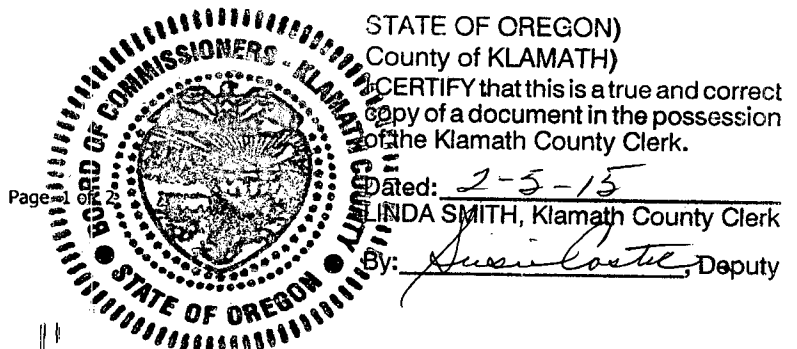 STATE OF OREGON)
County of KLAMATH)
I CERTIFY that this is a true and correct
copy of a document in the possession
of the Klamath County Clerk.
Dated: 2-5-15
LINDA SMITH, Klamath County Clerk
By: Susie , Deputy
Page 1 of 2
BOARD OF COMMISSIONERS - KLAMATH COUNTY
STATE OF OREGON